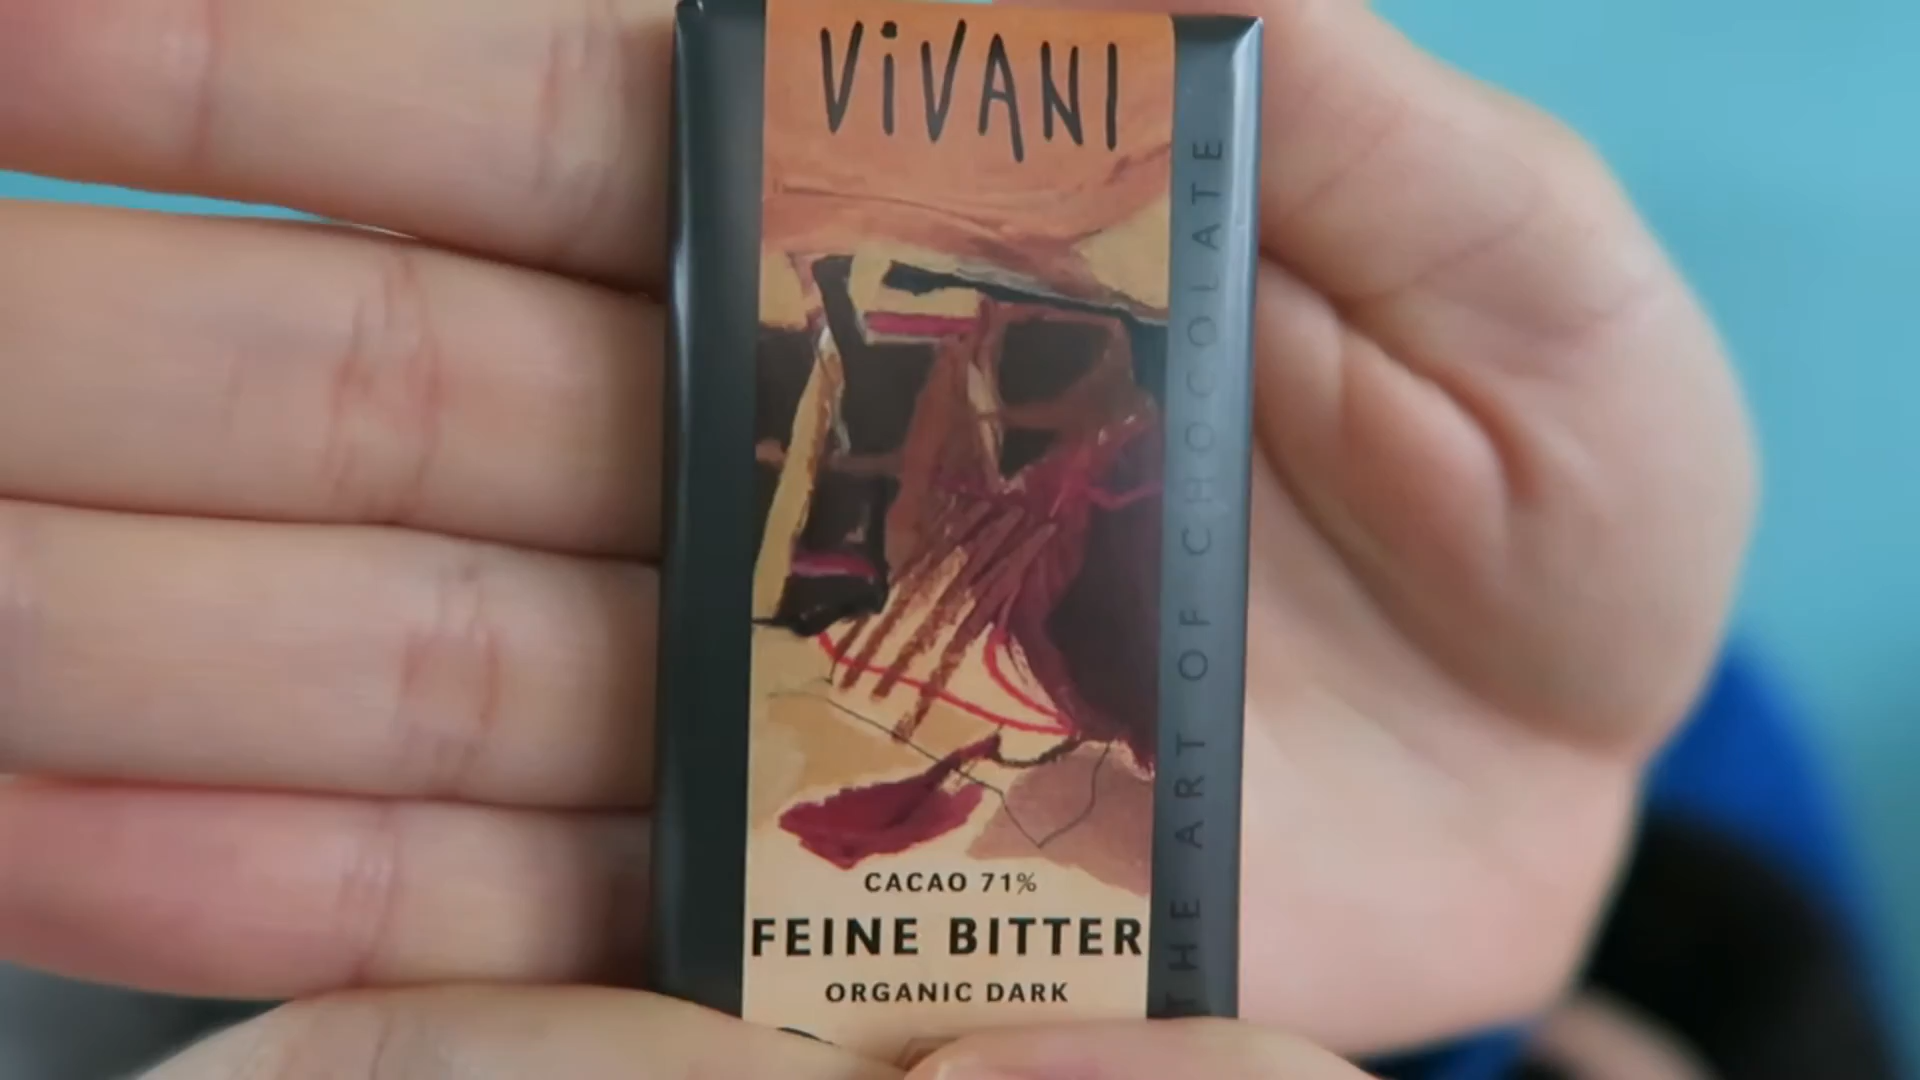 ViVANI
CACAO 71%
FEINE BITTER
ORGANIC DARK
THE ART OF CHOCOLATE